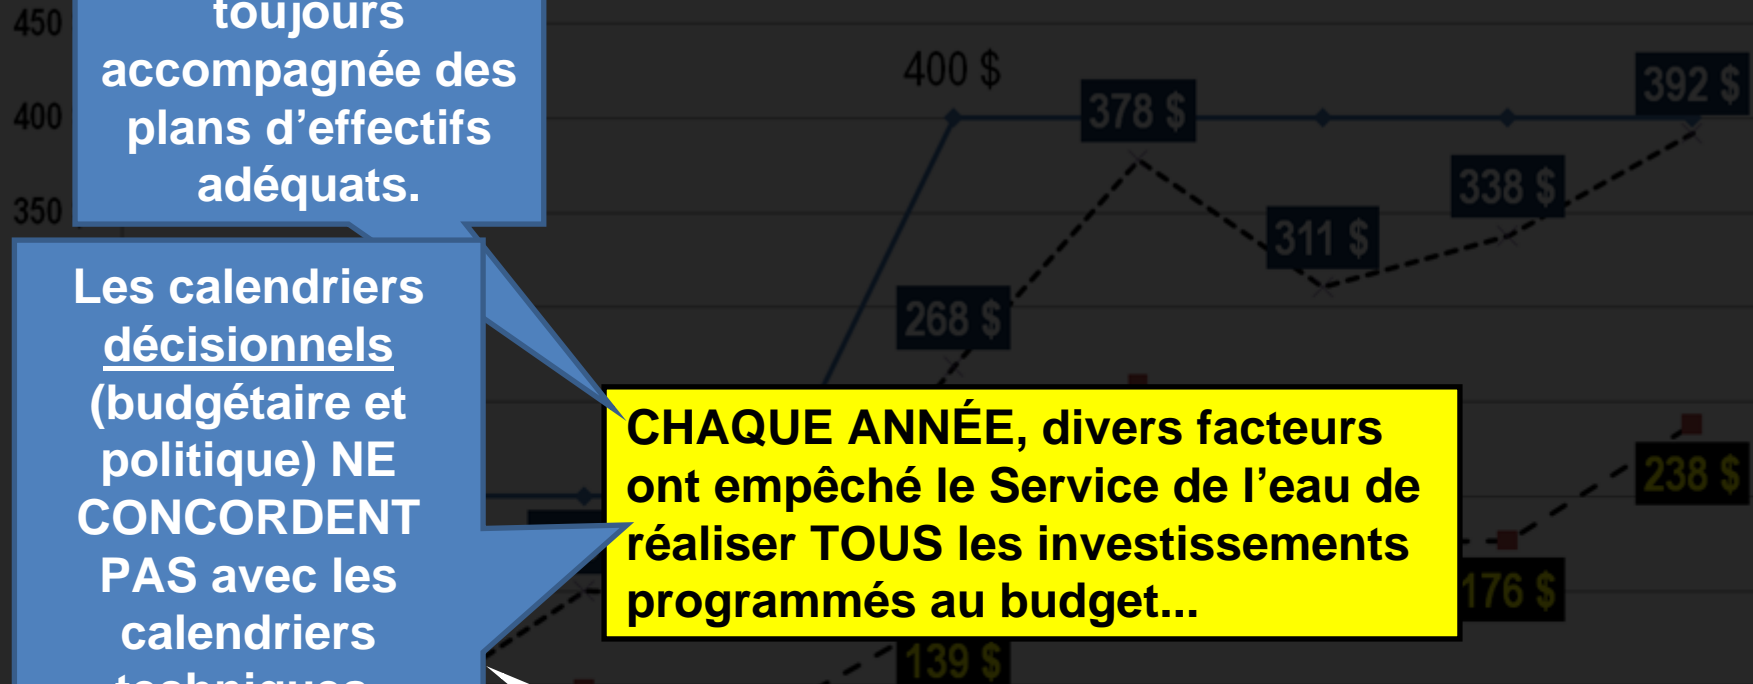 450
400
350
toujours
accompagnée des
plans d’effectifs
adéquats.
Les calendriers
décisionnels
(budgétaire et
politique) NE
CONCORDENT
PAS avec les
calendriers
techniques
CHAQUE ANNÉE, divers facteurs
ont empêché le Service de l’eau de
réaliser TOUS les investissements
programmés au budget...
400 $
378 $
392 $
338 $
311 $
268 $
238 $
176 $
139 $